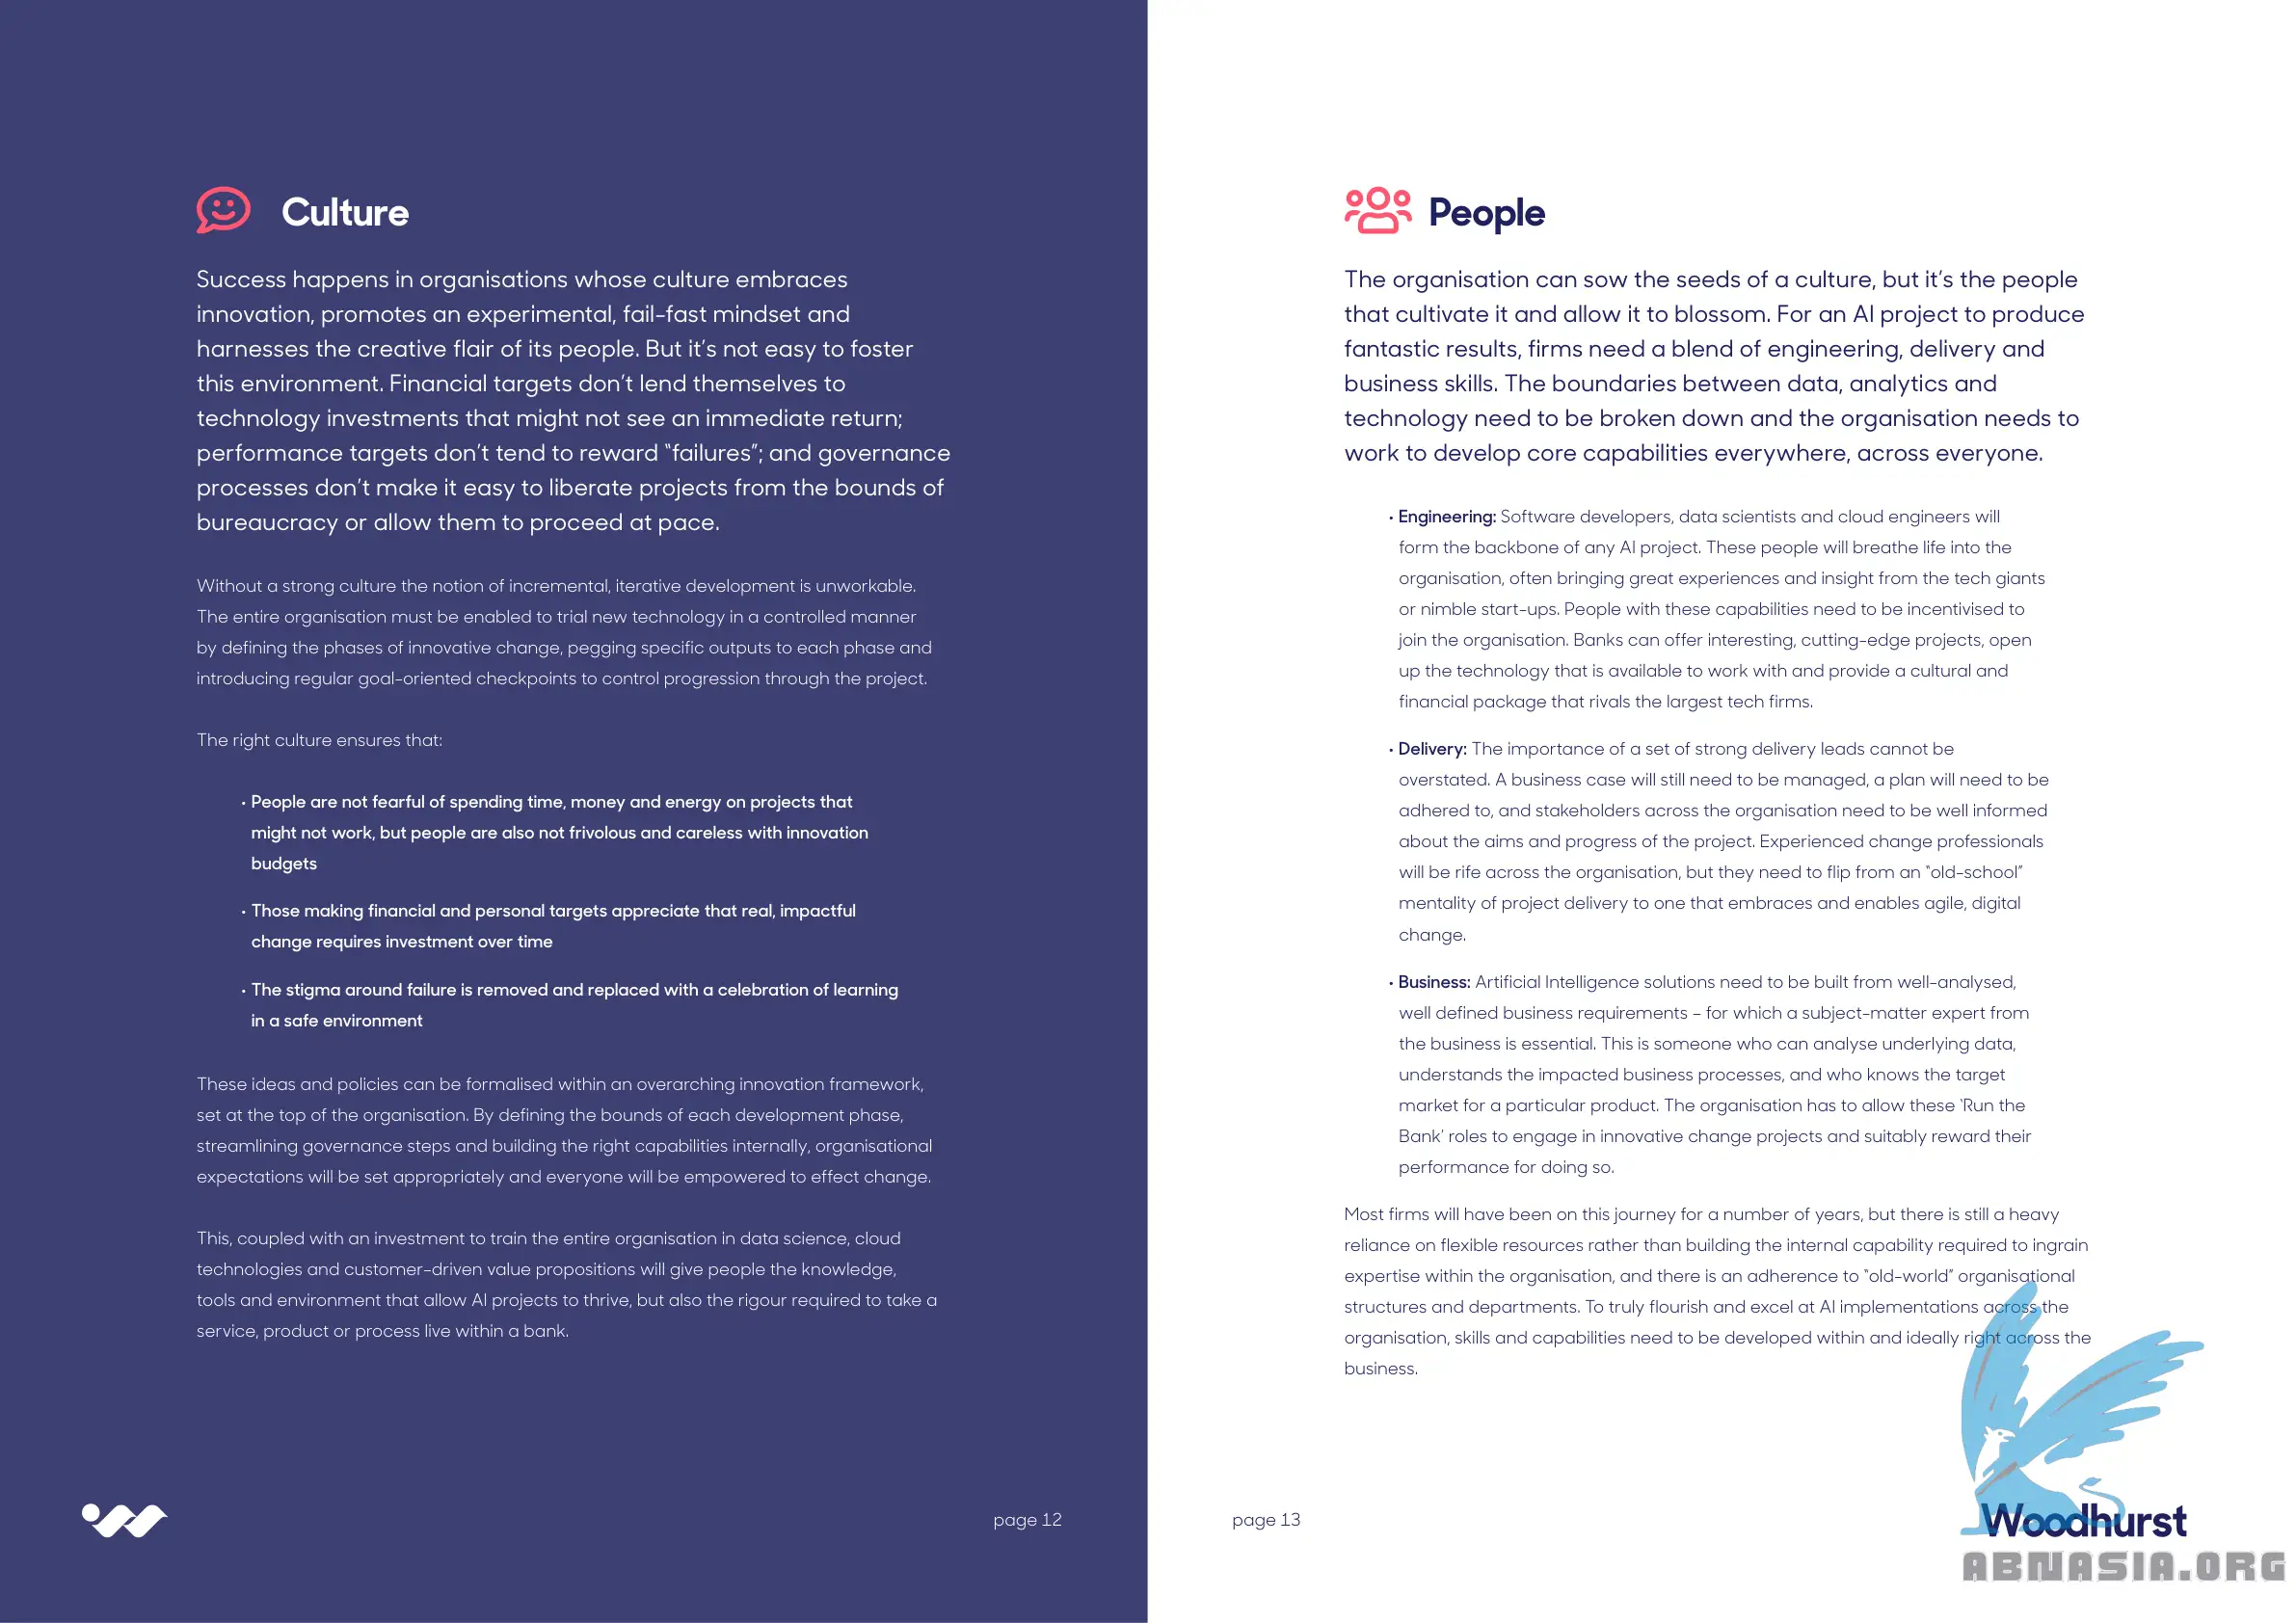 Culture
Success happens in organisations whose culture embraces
innovation, promotes an experimental, fail-fast mindset and
harnesses the creative flair of its people. But it's not easy to foster
this environment. Financial targets don't lend themselves to
technology investments that might not see an immediate return;
performance targets don't tend to reward "failures"; and governance
processes don't make it easy to liberate projects from the bounds of
bureaucracy or allow them to proceed at pace.
Without a strong culture the notion of incremental, iterative development is unworkable.
The entire organisation must be enabled to trial new technology in a controlled manner
by defining the phases of innovative change, pegging specific outputs to each phase and
introducing regular goal-oriented checkpoints to control progression through the project.
The right culture ensures that:
• People are not fearful of spending time, money and energy on projects that
might not work, but people are also not frivolous and careless with innovation
budgets
• Those making financial and personal targets appreciate that real, impactful
change requires investment over time
• The stigma around failure is removed and replaced with a celebration of learning
in a safe environment
These ideas and policies can be formalised within an overarching innovation framework,
set at the top of the organisation. By defining the bounds of each development phase,
streamlining governance steps and building the right capabilities internally, organisational
expectations will be set appropriately and everyone will be empowered to effect change.
This, coupled with an investment to train the entire organisation in data science, cloud
technologies and customer-driven value propositions will give people the knowledge,
tools and environment that allow AI projects to thrive, but also the rigour required to take a
service, product or process live within a bank.
page 12
People
The organisation can sow the seeds of a culture, but it's the people
that cultivate it and allow it to blossom. For an AI project to produce
fantastic results, firms need a blend of engineering, delivery and
business skills. The boundaries between data, analytics and
technology need to be broken down and the organisation needs to
work to develop core capabilities everywhere, across everyone.
• Engineering: Software developers, data scientists and cloud engineers will
form the backbone of any AI project. These people will breathe life into the
organisation, often bringing great experiences and insight from the tech giants
or nimble start-ups. People with these capabilities need to be incentivised to
join the organisation. Banks can offer interesting, cutting-edge projects, open
up the technology that is available to work with and provide a cultural and
financial package that rivals the largest tech firms.
• Delivery: The importance of a set of strong delivery leads cannot be
overstated. A business case will still need to be managed, a plan will need to be
adhered to, and stakeholders across the organisation need to be well informed
about the aims and progress of the project. Experienced change professionals
will be rife across the organisation, but they need to flip from an "old-school"
mentality of project delivery to one that embraces and enables agile, digital
change.
• Business: Artificial Intelligence solutions need to be built from well-analysed,
well defined business requirements – for which a subject-matter expert from
the business is essential. This is someone who can analyse underlying data,
understands the impacted business processes, and who knows the target
market for a particular product. The organisation has to allow these 'Run the
Bank' roles to engage in innovative change projects and suitably reward their
performance for doing so.
Most firms will have been on this journey for a number of years, but there is still a heavy
reliance on flexible resources rather than building the internal capability required to ingrain
expertise within the organisation, and there is an adherence to "old-world" organisational
structures and departments. To truly flourish and excel at AI implementations across the
organisation, skills and capabilities need to be developed within and ideally right across the
business.
page 13
Woodhurst
ABNASIA.ORG